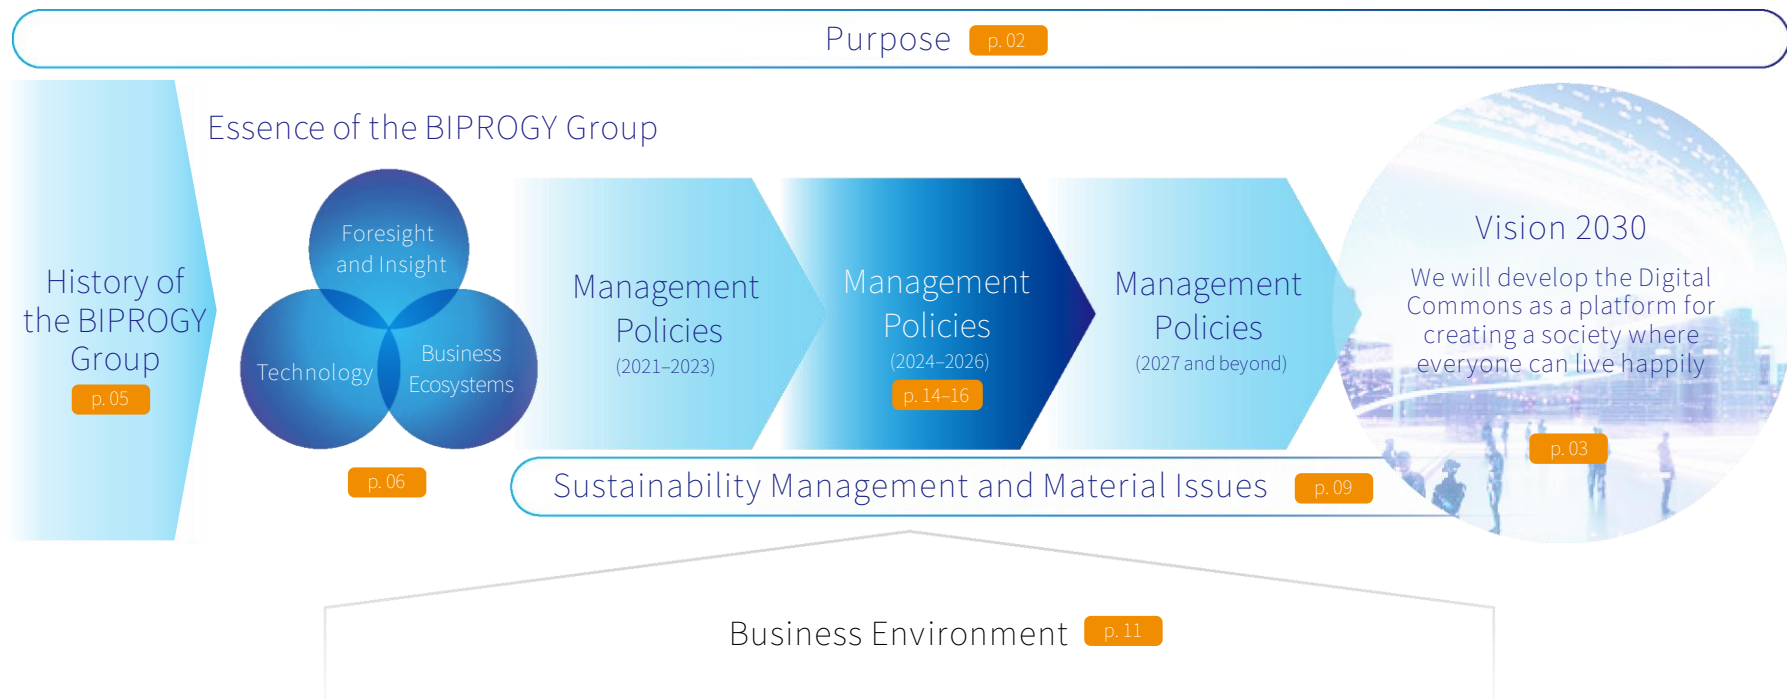 Purpose p. 02
Essence of the BIPROGY Group
History of
the BIPROGY
Group
p. 05
Foresight
and Insight
Technology
Business
Ecosystems
p. 06
Management
Policies
(2021–2023)
Management
Policies
(2024–2026)
p. 14–16
Management
Policies
(2027 and beyond)
Vision 2030
We will develop the Digital
Commons as a platform for
creating a society where
everyone can live happily
p. 03
Sustainability Management and Material Issues p. 09
Business Environment p. 11